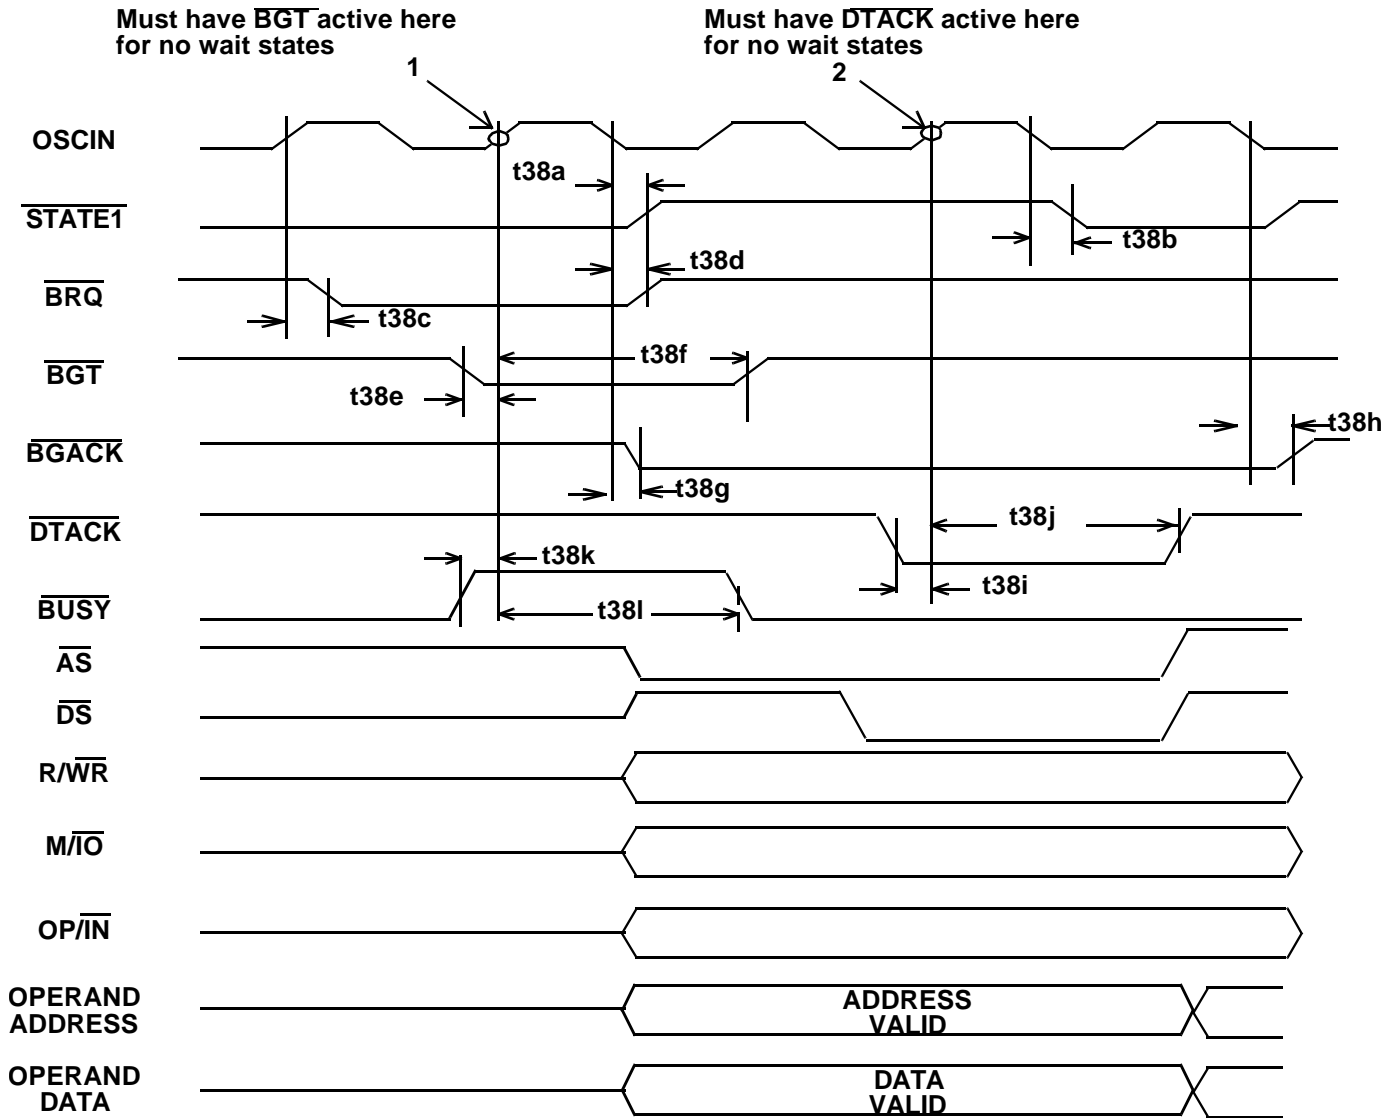 Must have BGT active here
for no wait states
1
Must have DTACK active here
for no wait states
2
OSCIN
t38a
STATE1
t38b
t38d
BRQ
t38c
BGT
t38f
t38e
t38h
BGACK
t38g
DTACK
t38j
t38k
t38i
BUSY
t38l
AS
DS
R/WR
M/IO
OP/IN
OPERAND
ADDRESS
ADDRESS
VALID
OPERAND
DATA
DATA
VALID